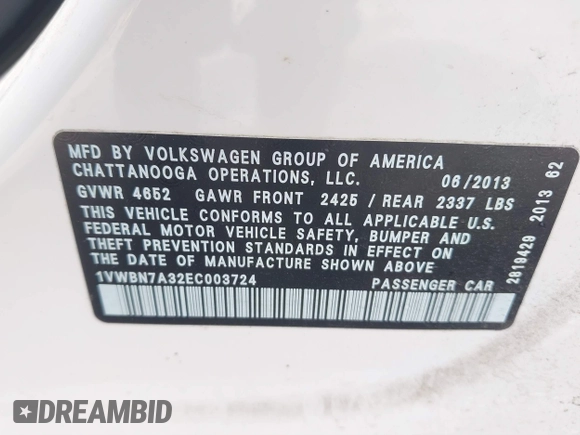 MFD BY VOLKSWAGEN GROUP OF AMERICA
CHATTANOOGA OPERATIONS, LLC. 06/2013
GVWR 4652 GAWR FRONT 2425 / REAR 2337 LBS
THIS VEHICLE CONFORMS TO ALL APPLICABLE U.S.
FEDERAL MOTOR VEHICLE SAFETY, BUMPER AND
THEFT PREVENTION STANDARDS IN EFFECT ON
THE DATE OF MANUFACTURE SHOWN ABOVE.
1VWBN7A32EC003724 PASSENGER CAR
2819429 2013 62
DREAMBID